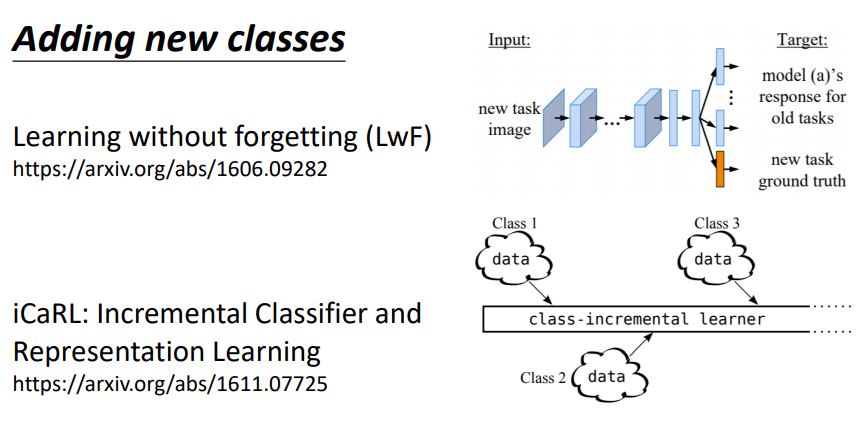 Adding new classes
Learning without forgetting (LwF)
https://arxiv.org/abs/1606.09282
Input:
Target:
new task
image
...
model (a)'s
response for
old tasks
new task
ground truth
iCaRL: Incremental Classifier and
Representation Learning
https://arxiv.org/abs/1611.07725
Class 1
data
Class 3
data
class-incremental learner
Class 2
data